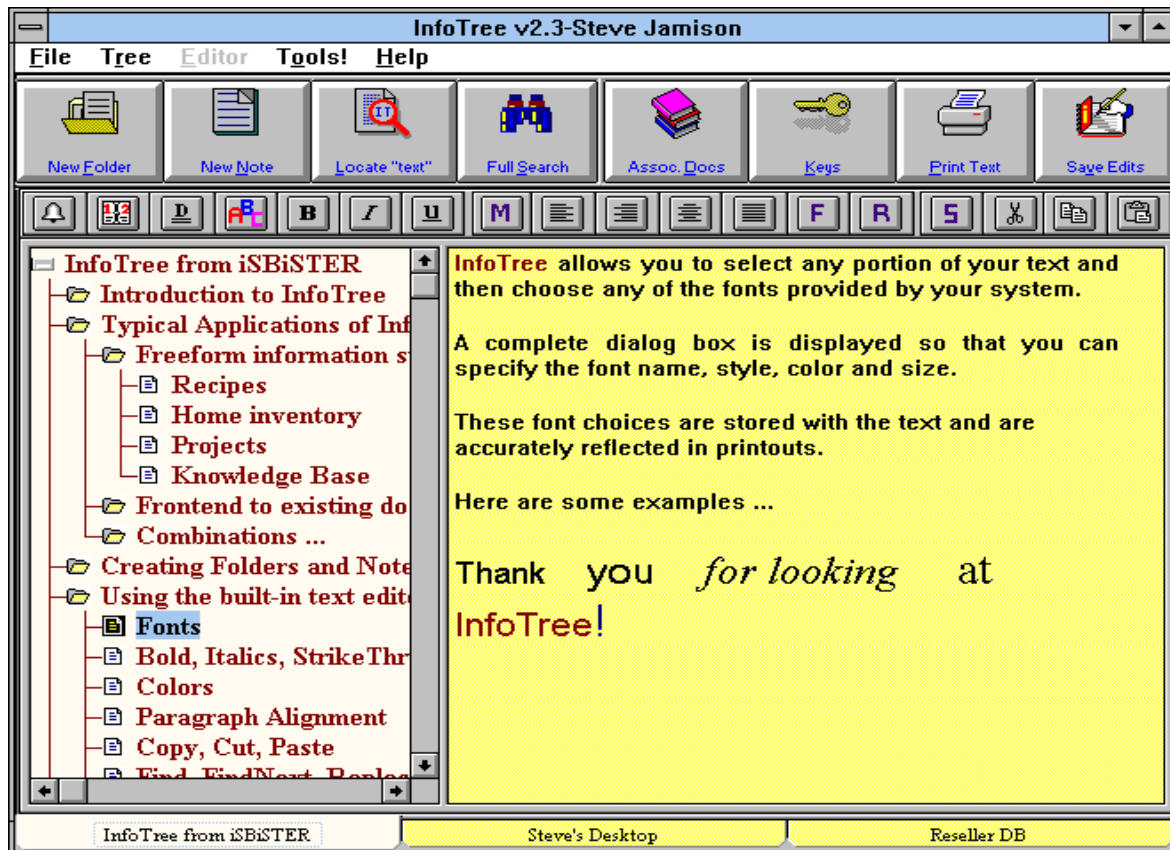 InfoTree v2.3-Steve Jamison
File Tree Editor Tools! Help
New Folder New Note Locate "text" Full Search Assoc. Docs Keys Print Text Save Edits
D ABC B I U M F R S
InfoTree from iSBiSTER
Introduction to InfoTree
Typical Applications of Inf
Freeform information s
Recipes
Home inventory
Projects
Knowledge Base
Frontend to existing do
Combinations ...
Creating Folders and Note
Using the built-in text edit
Fonts
Bold, Italics, StrikeThr
Colors
Paragraph Alignment
Copy, Cut, Paste
Find, FindNext, Replac
InfoTree allows you to select any portion of your text and
then choose any of the fonts provided by your system.
A complete dialog box is displayed so that you can
specify the font name, style, color and size.
These font choices are stored with the text and are
accurately reflected in printouts.
Here are some examples ...
Thank you for looking at
InfoTree!
InfoTree from iSBiSTER Steve's Desktop Reseller DB